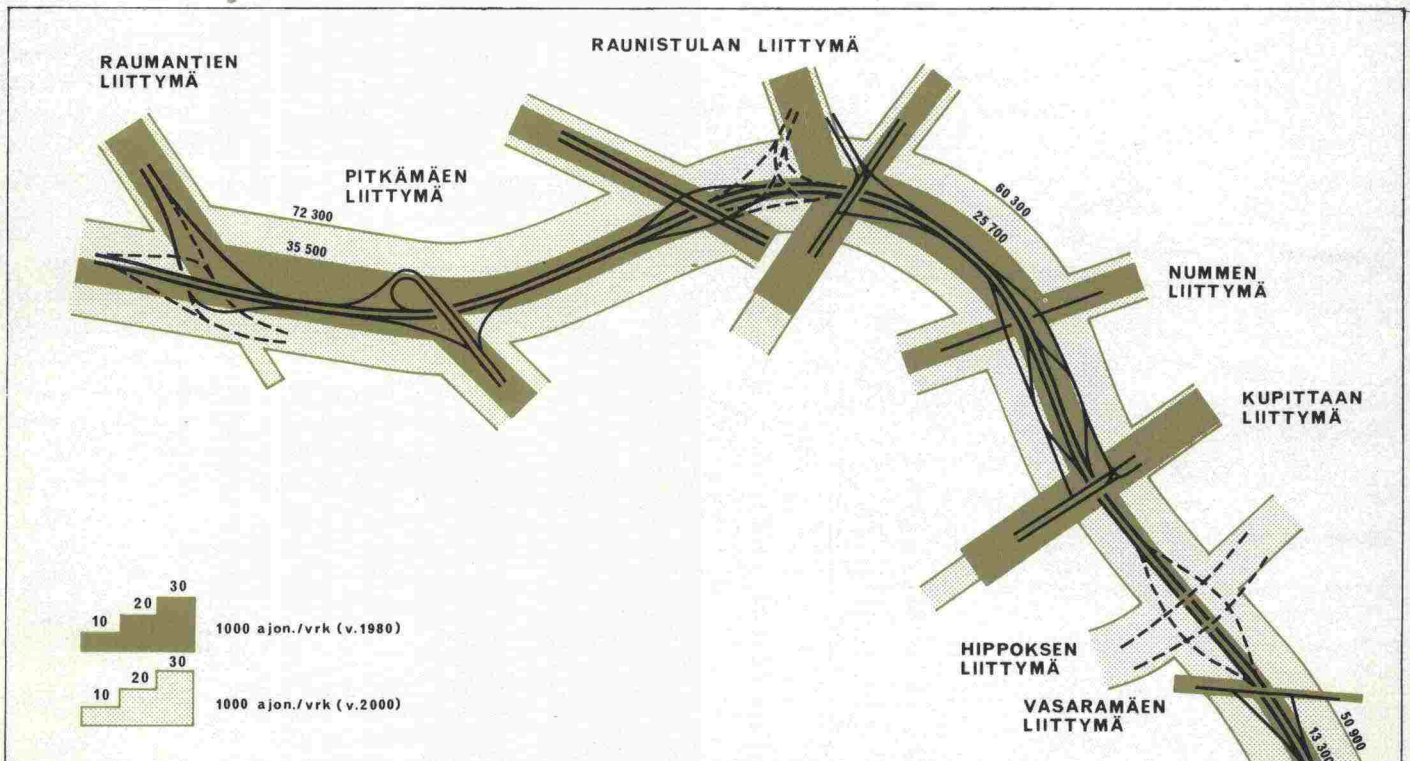 RAUMANTIEN
LIITTYMÄ
RAUNISTULAN LIITTYMÄ
PITKÄMÄEN
LIITTYMÄ
72 300
35 500
60 300
25 700
NUMMEN
LIITTYMÄ
KUPITTAAN
LIITTYMÄ
HIPPOKSEN
LIITTYMÄ
VASARAMÄEN
LIITTYMÄ
50 900
13 300
10 20 30
1000 ajon./vrk (v.1980)
10 20 30
1000 ajon./vrk (v.2000)